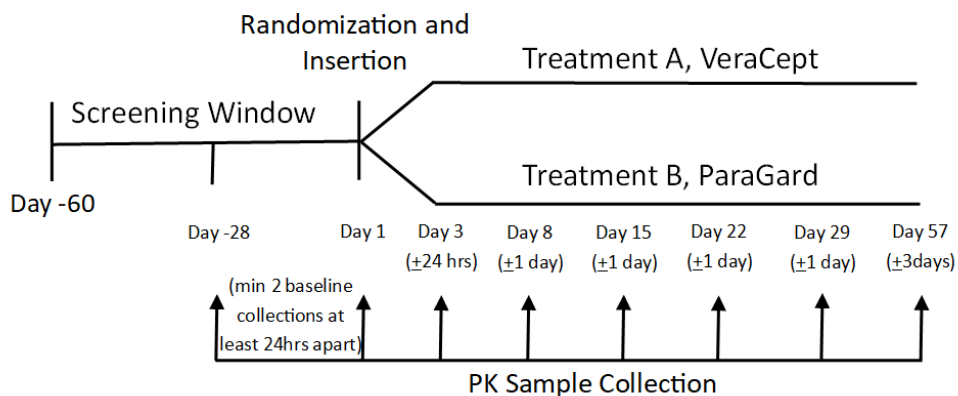 Randomization and
Insertion
Treatment A, VeraCept
Screening Window
Treatment B, ParaGard
Day -60
Day -28
Day 1
Day 3
(±24 hrs)
Day 8
(±1 day)
Day 15
(±1 day)
Day 22
(±1 day)
Day 29
(±1 day)
Day 57
(±3days)
(min 2 baseline
collections at
least 24hrs apart)
PK Sample Collection